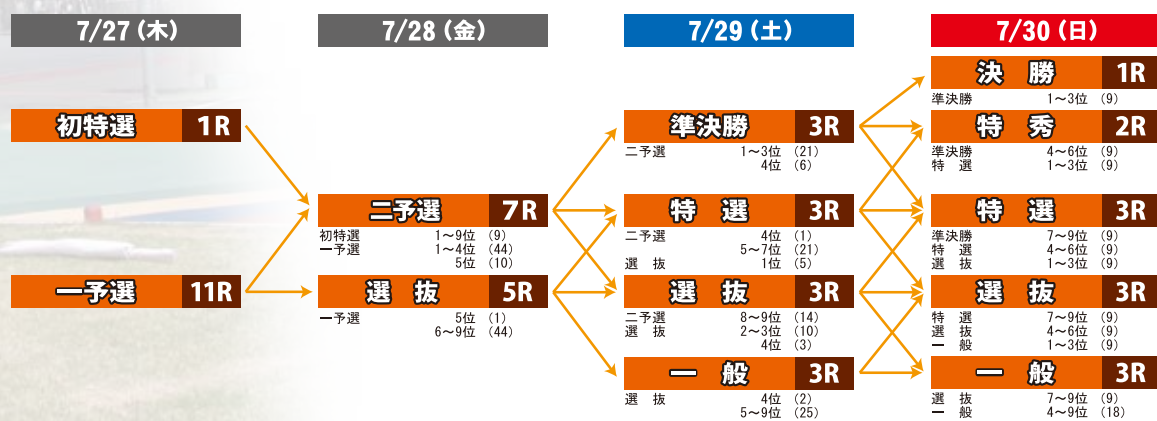 7/27(木)
初特選 1R
一予選 11R
7/28(金)
二予選 7R
初特選 1～9位 (9)
一予選 1～4位 (44)
5位 (10)
選 抜 5R
一予選 5位 (1)
6～9位 (44)
7/29(土)
準決勝 3R
二予選 1～3位 (21)
4位 (6)
特 選 3R
二予選 4位 (1)
5～7位 (21)
選 抜 1位 (5)
選 抜 3R
二予選 8～9位 (14)
選 抜 2～3位 (10)
4位 (3)
一 般 3R
選 抜 4位 (2)
5～9位 (25)
7/30(日)
決 勝 1R
準決勝 1～3位 (9)
特 秀 2R
準決勝 4～6位 (9)
特 選 1～3位 (9)
特 選 3R
準決勝 7～9位 (9)
特 選 4～6位 (9)
選 抜 1～3位 (9)
選 抜 3R
特 選 7～9位 (9)
選 抜 4～6位 (9)
一 般 1～3位 (9)
一 般 3R
選 抜 7～9位 (9)
一 般 4～9位 (18)